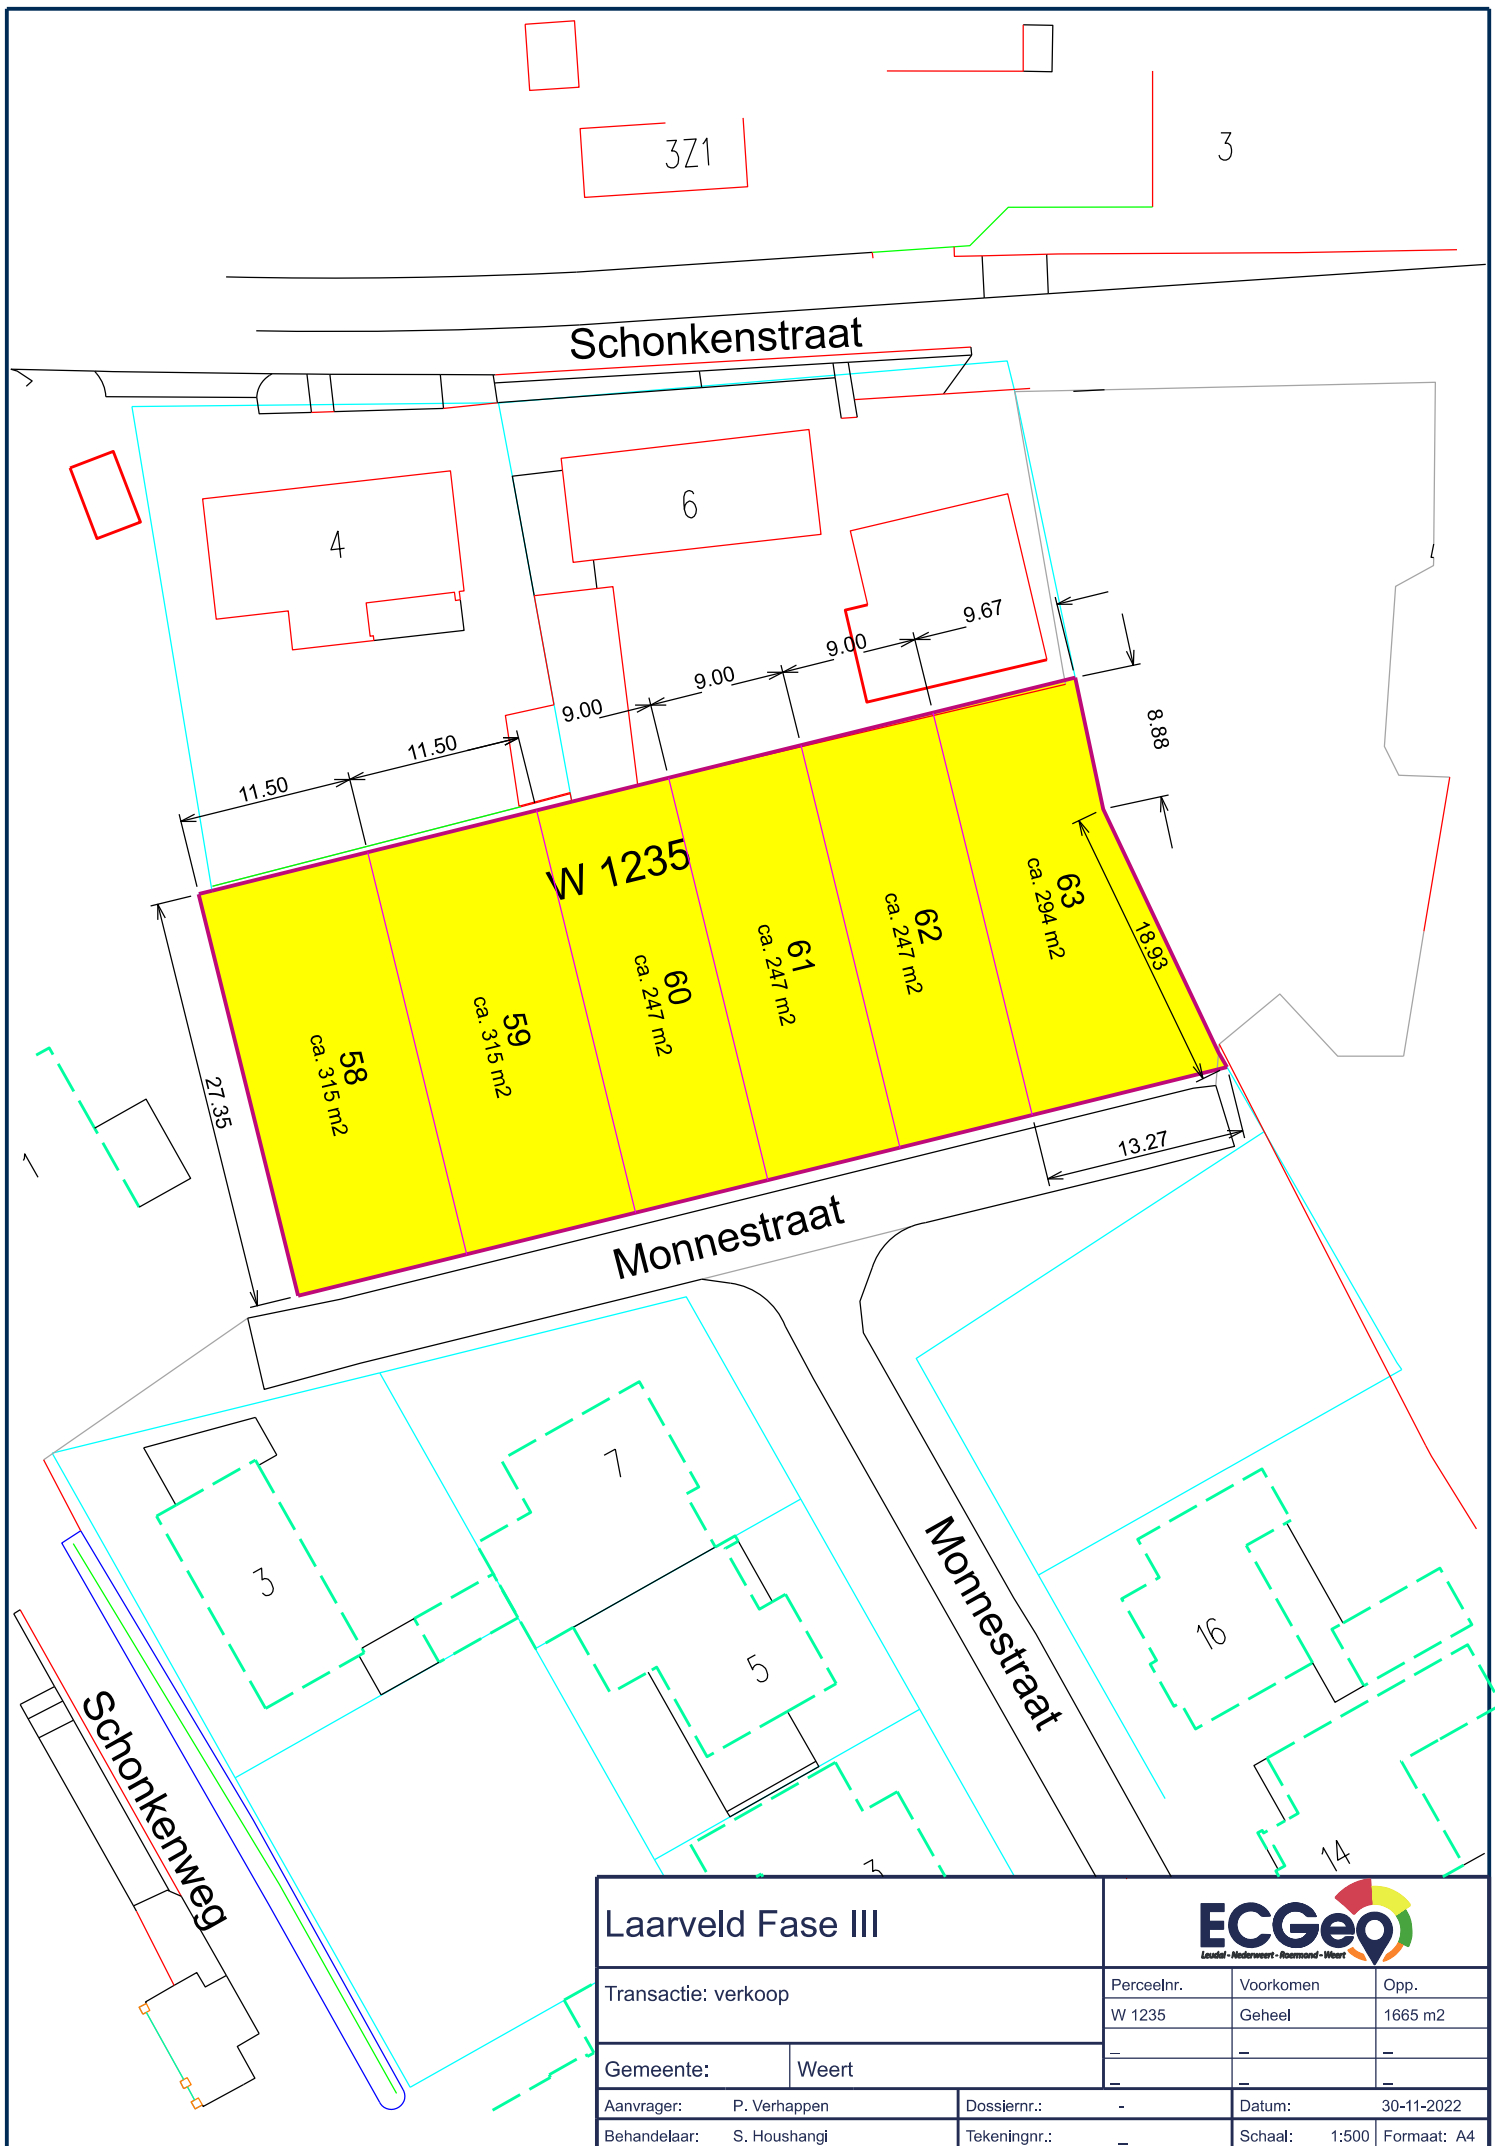 3Z1
3
Schonkenstraat
4
6
9.67
9.00
9.00
9.00
11.50
11.50
8.88
W 1235
63
ca. 294 m2
62
ca. 247 m2
61
ca. 247 m2
60
ca. 247 m2
59
ca. 315 m2
58
ca. 315 m2
18.93
27.35
13.27
1
Monnestraat
7
3
5
16
Monnestraat
Schonkenweg
3
14
Laarveld Fase III
ECGeo
Leudal - Nederweert - Roermond - Weert
Transactie: verkoop
Perceelnr. Voorkomen Opp.
W 1235 Geheel 1665 m2
_ _ _
_ _ _
Gemeente: Weert
Aanvrager: P. Verhappen Dossiernr.: - Datum: 30-11-2022
Behandelaar: S. Houshangi Tekeningnr.: _ Schaal: 1:500 Formaat: A4